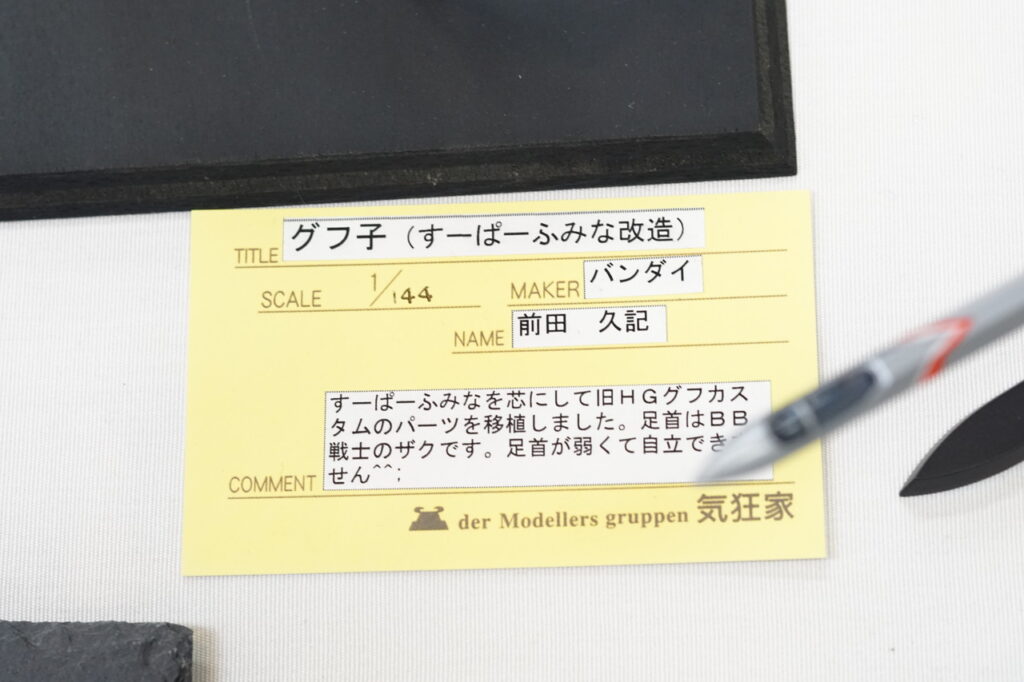 TITLE グフ子（すーぱーふみな改造）
SCALE 1/144 MAKER バンダイ
NAME 前田　久記
すーぱーふみなを芯にして旧ＨＧグフカス
タムのパーツを移植しました。足首はＢＢ
戦士のザクです。足首が弱くて自立でき
せん^^;
COMMENT
der Modellers gruppen 気狂家